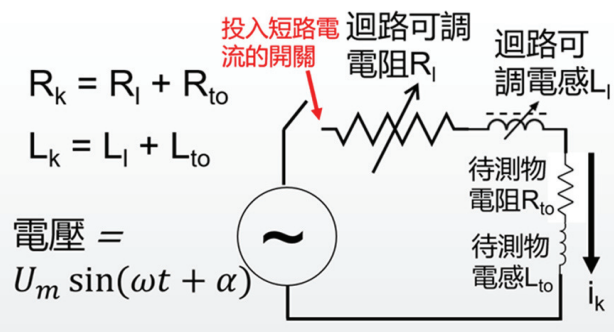 投入短路電
流的開關
迴路可調
電阻Rl
迴路可
調電感Ll
Rk = Rl + Rto
Lk = Ll + Lto
待測物
電阻Rto
待測物
電感Lto
電壓 =
Um sin(ωt + α)
~
ik